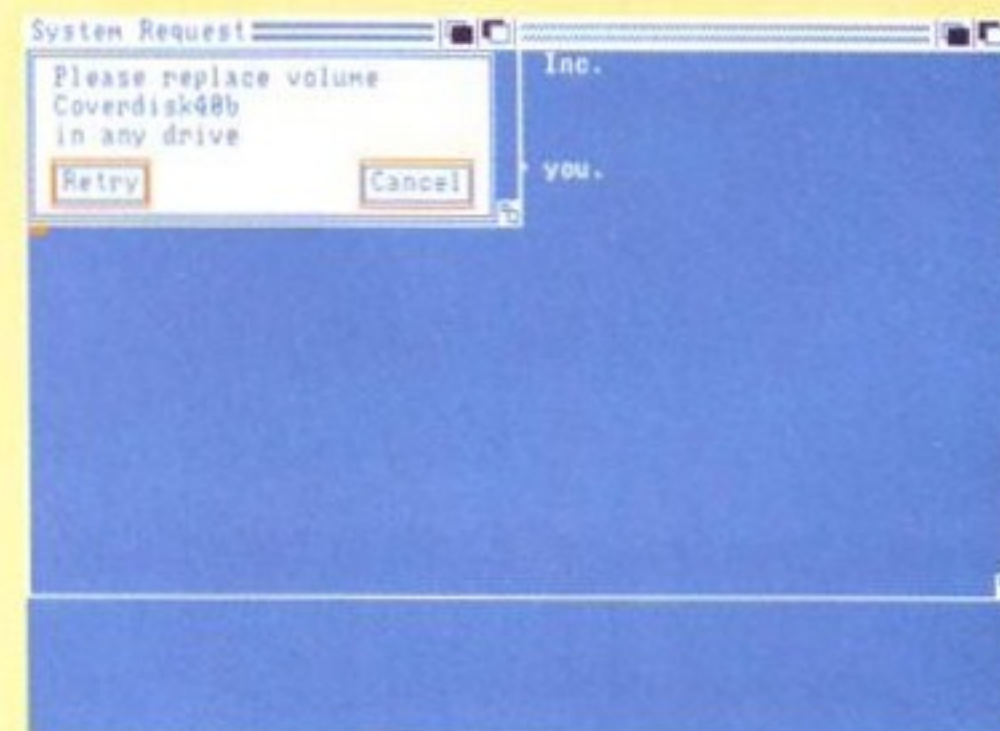 System Request
Please replace volume
Coverdisk40b
in any drive
Retry Cancel
Inc.
you.